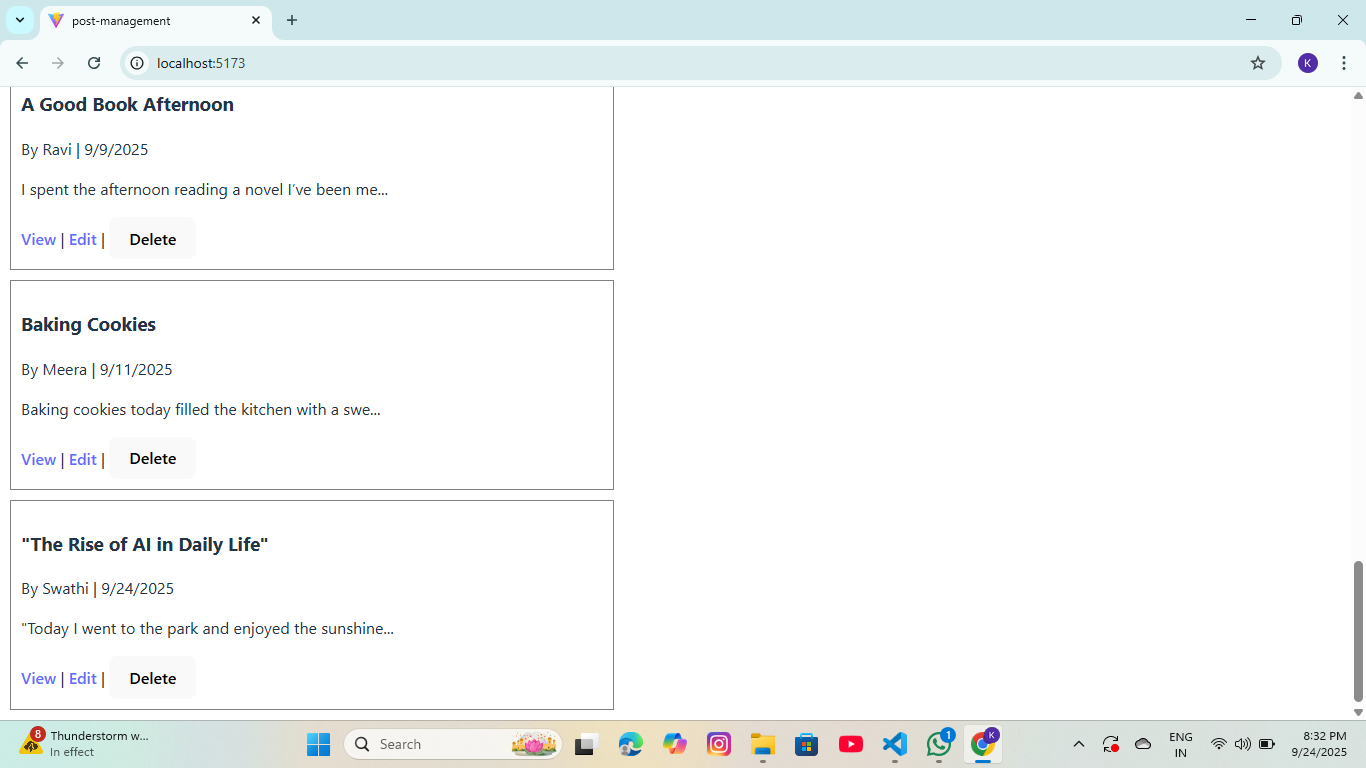 post-management
localhost:5173
K
A Good Book Afternoon
By Ravi | 9/9/2025
I spent the afternoon reading a novel I’ve been me...
View | Edit | Delete
Baking Cookies
By Meera | 9/11/2025
Baking cookies today filled the kitchen with a swe...
View | Edit | Delete
"The Rise of AI in Daily Life"
By Swathi | 9/24/2025
"Today I went to the park and enjoyed the sunshine...
View | Edit | Delete
8
Thunderstorm w...
In effect
Search
1
K
ENG
IN
8:32 PM
9/24/2025